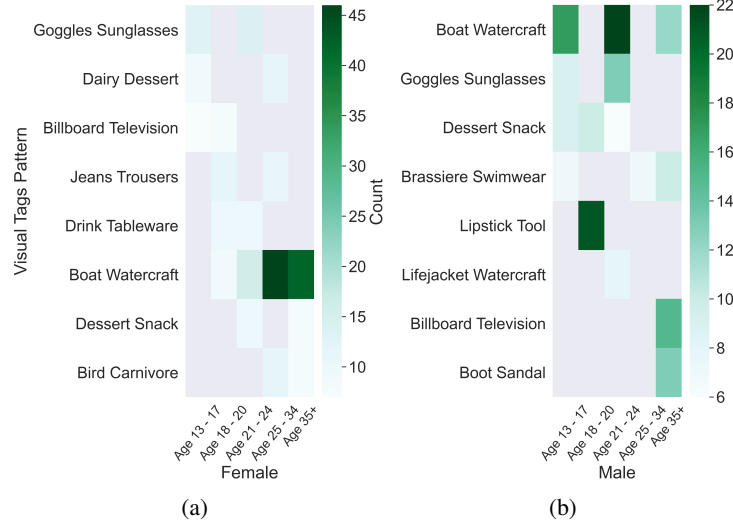 Visual Tags Pattern
Goggles Sunglasses
Dairy Dessert
Billboard Television
Jeans Trousers
Drink Tableware
Boat Watercraft
Dessert Snack
Bird Carnivore
Age 13 - 17
Age 18 - 20
Age 21 - 24
Age 25 - 34
Age 35+
Female
45
40
35
30
25
20
15
10
Count
(a)
Boat Watercraft
Goggles Sunglasses
Dessert Snack
Brassiere Swimwear
Lipstick Tool
Lifejacket Watercraft
Billboard Television
Boot Sandal
Age 13 - 17
Age 18 - 20
Age 21 - 24
Age 25 - 34
Age 35+
Male
22
20
18
16
14
12
10
8
6
(b)